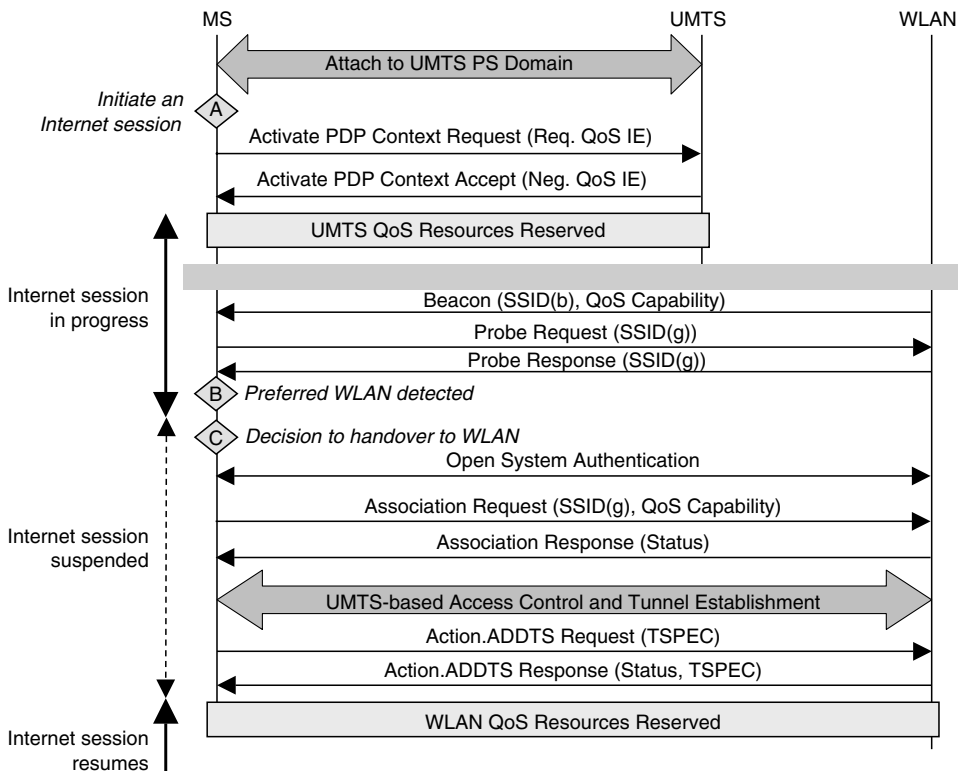 MS
UMTS
WLAN
Attach to UMTS PS Domain
Initiate an
Internet session
A
Activate PDP Context Request (Req. QoS IE)
Activate PDP Context Accept (Neg. QoS IE)
UMTS QoS Resources Reserved
Internet session
in progress
Beacon (SSID(b), QoS Capability)
Probe Request (SSID(g))
Probe Response (SSID(g))
B
Preferred WLAN detected
C
Decision to handover to WLAN
Open System Authentication
Association Request (SSID(g), QoS Capability)
Association Response (Status)
Internet session
suspended
UMTS-based Access Control and Tunnel Establishment
Action.ADDTS Request (TSPEC)
Action.ADDTS Response (Status, TSPEC)
WLAN QoS Resources Reserved
Internet session
resumes